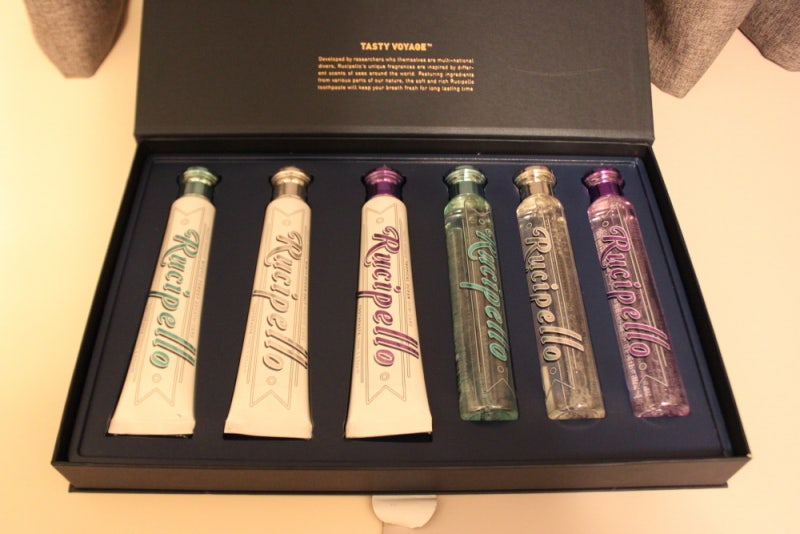 TASTY VOYAGE™
Developed by researchers who themselves are multi-national
divers, Rucipello's unique fragrances are inspired by differ-
ent scents of seas around the world. Featuring ingredients
from various parts of our nature, the soft and rich Rucipello
toothpaste will keep your breath fresh for long lasting time
Rucipello
Rucipello
Rucipello
Rucipello
Rucipello
Rucipello